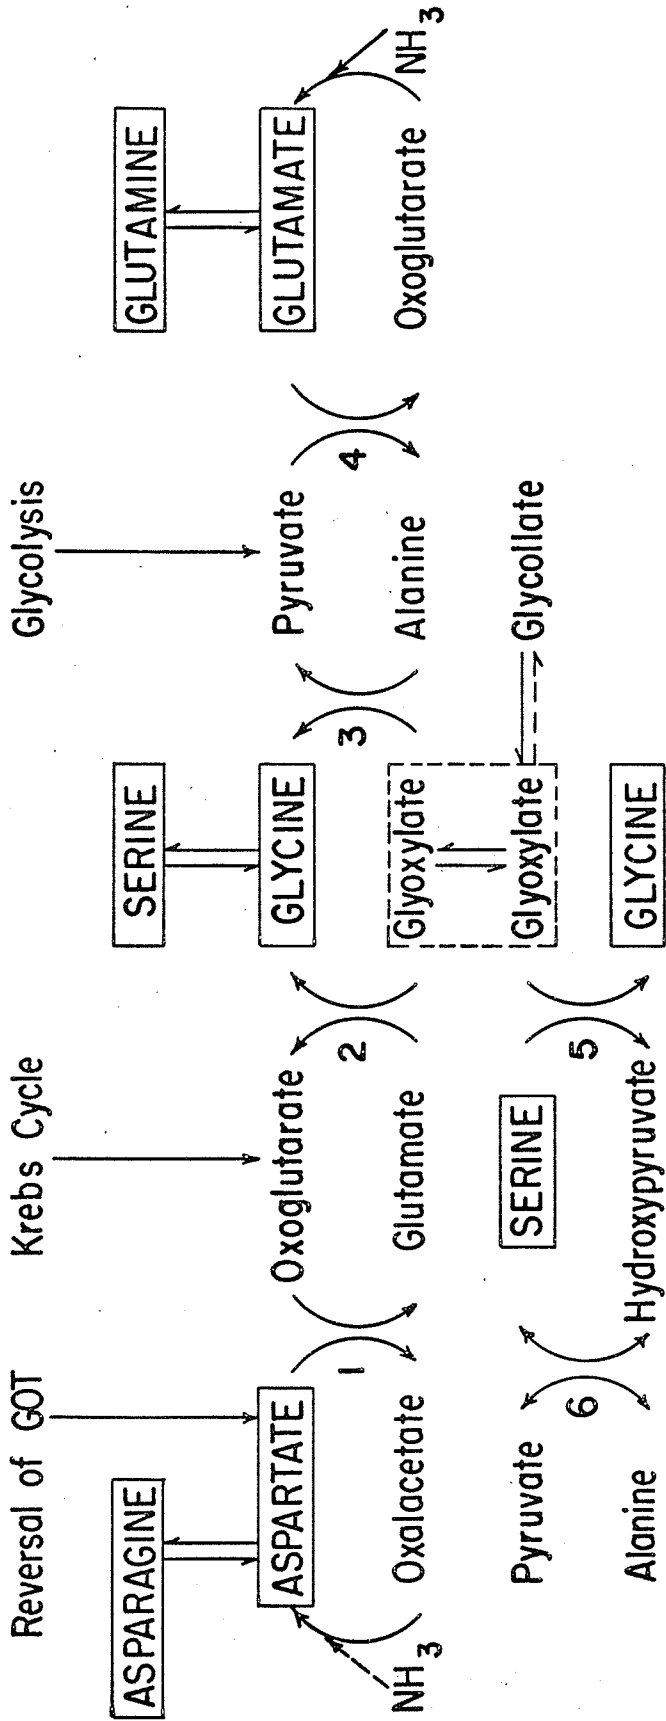 Reversal of GOT
Krebs Cycle
Glycolysis
ASPARAGINE
SERINE
GLUTAMINE
ASPARTATE
Oxoglutarate
GLYCINE
Pyruvate
GLUTAMATE
1
2
3
4
NH3
Oxalacetate
Glutamate
Glyoxylate
Alanine
Oxoglutarate
NH3
Pyruvate
SERINE
Glyoxylate
Glycollate
6
5
Alanine
Hydroxypyruvate
GLYCINE